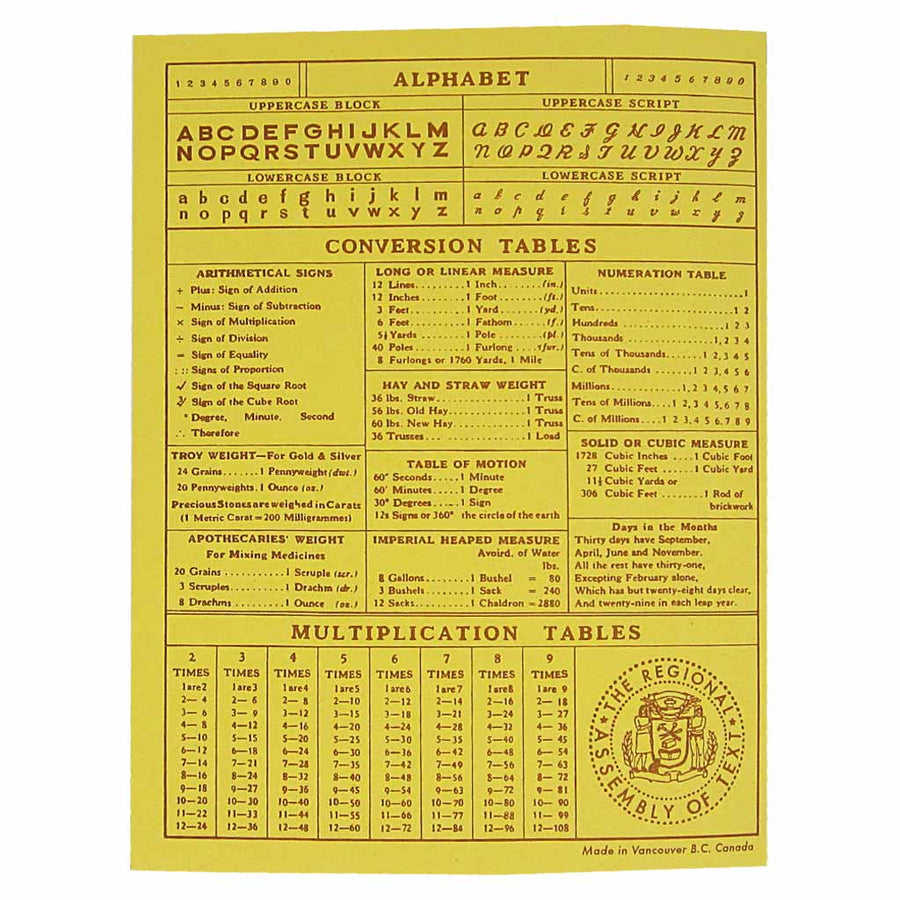 1 2 3 4 5 6 7 8 9 0
ALPHABET
1 2 3 4 5 6 7 8 9 0
UPPERCASE BLOCK
A B C D E F G H I J K L M
N O P Q R S T U V W X Y Z
UPPERCASE SCRIPT
A B C D E F G H I J K L M
N O P Q R S T U V W X Y Z
LOWERCASE BLOCK
a b c d e f g h i j k l m
n o p q r s t u v w x y z
LOWERCASE SCRIPT
a b c d e f g h i j k l m
n o p q r s t u v w x y z
CONVERSION TABLES
ARITHMETICAL SIGNS
+ Plus: Sign of Addition
− Minus: Sign of Subtraction
× Sign of Multiplication
÷ Sign of Division
= Sign of Equality
: :: Signs of Proportion
√ Sign of the Square Root
∛ Sign of the Cube Root
° Degree, Minute, Second
∴ Therefore
TROY WEIGHT—For Gold & Silver
24 Grains.......1 Pennyweight (dwt.)
20 Pennyweights. 1 Ounce (oz.)
Precious Stones are weighed in Carats
(1 Metric Carat = 200 Milligrammes)
APOTHECARIES' WEIGHT
For Mixing Medicines
20 Grains ..........1 Scruple (scr.)
3 Scruples.........1 Drachm (dr.)
8 Drachms ........1 Ounce (oz.)
LONG OR LINEAR MEASURE
12 Lines........1 Inch.......(in.)
12 Inches.......1 Foot.......(ft.)
3 Feet.........1 Yard.......(yd.)
6 Feet.........1 Fathom.....(f.)
5½ Yards.......1 Pole.......(pl.)
40 Poles........1 Furlong....(fur.)
8 Furlongs or 1760 Yards, 1 Mile
HAY AND STRAW WEIGHT
36 lbs. Straw...............1 Truss
56 lbs. Old Hay.............1 Truss
60 lbs. New Hay............1 Truss
36 Trusses..................1 Load
TABLE OF MOTION
60″ Seconds.....1 Minute
60′ Minutes.....1 Degree
30° Degrees.....1 Sign
12s Signs or 360° the circle of the earth
IMPERIAL HEAPED MEASURE
Avoird. of Water
lbs.
8 Gallons........1 Bushel = 80
3 Bushels........1 Sack = 240
12 Sacks..........1 Chaldron = 2880
NUMERATION TABLE
Units..............................1
Tens..............................1 2
Hundreds ......................1 2 3
Thousands ...................1,2 3 4
Tens of Thousands.......1 2,3 4 5
C. of Thousands .........1 2 3,4 5 6
Millions..................1,2 3 4,5 6 7
Tens of Millions....1 2,3 4 5,6 7 8
C. of Millions....1 2 3,4 5 6,7 8 9
SOLID OR CUBIC MEASURE
1728 Cubic Inches ....1 Cubic Foot
27 Cubic Feet .......1 Cubic Yard
11⅓ Cubic Yards or
306 Cubic Feet .........1 Rod of
brickwork
Days in the Months
Thirty days have September,
April, June and November.
All the rest have thirty-one,
Excepting February alone,
Which has but twenty-eight days clear,
And twenty-nine in each leap year.
MULTIPLICATION TABLES
2 3 4 5 6 7 8 9
TIMES TIMES TIMES TIMES TIMES TIMES TIMES TIMES
1 are 2 1 are 3 1 are 4 1 are 5 1 are 6 1 are 7 1 are 8 1 are 9
2— 4 2— 6 2— 8 2—10 2—12 2—14 2—16 2— 18
3— 6 3— 9 3—12 3—15 3—18 3—21 3—24 3— 27
4— 8 4—12 4—16 4—20 4—24 4—28 4—32 4— 36
5—10 5—15 5—20 5—25 5—30 5—35 5—40 5— 45
6—12 6—18 6—24 6—30 6—36 6—42 6—48 6— 54
7—14 7—21 7—28 7—35 7—42 7—49 7—56 7— 63
8—16 8—24 8—32 8—40 8—48 8—56 8—64 8— 72
9—18 9—27 9—36 9—45 9—54 9—63 9—72 9— 81
10—20 10—30 10—40 10—50 10—60 10—70 10—80 10— 90
11—22 11—33 11—44 11—55 11—66 11—77 11—88 11— 99
12—24 12—36 12—48 12—60 12—72 12—84 12—96 12—108
THE REGIONAL
ASSEMBLY OF TEXT
Made in Vancouver B.C. Canada